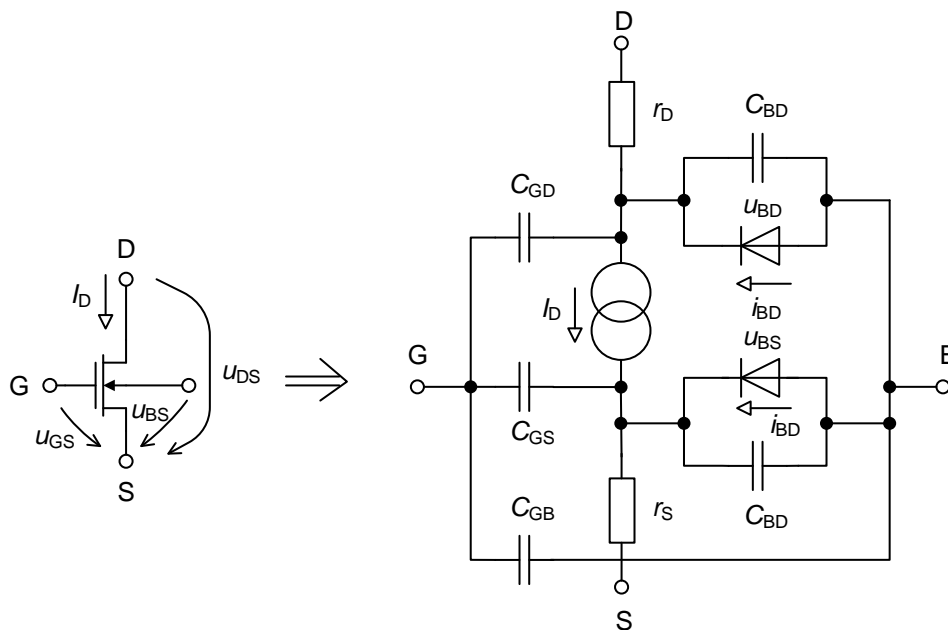 D
I_D
G
u_GS
u_BS
u_DS
S
D
r_D
C_BD
C_GD
u_BD
i_BD
I_D
u_BS
G
i_BD
C_GS
C_BD
C_GB
r_S
S